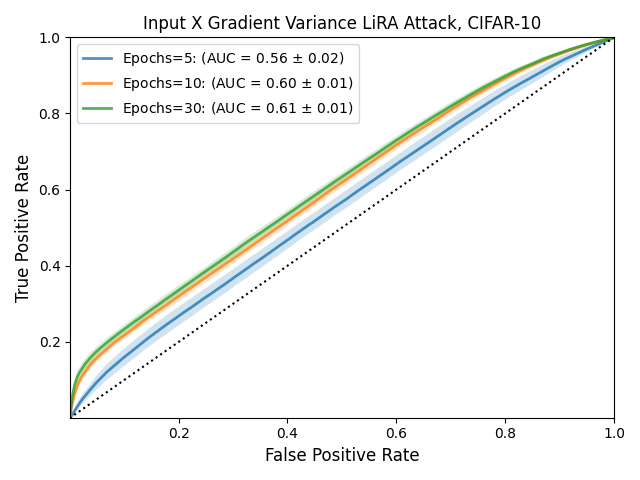 Input X Gradient Variance LiRA Attack, CIFAR-10
Epochs=5: (AUC = 0.56 ± 0.02)
Epochs=10: (AUC = 0.60 ± 0.01)
Epochs=30: (AUC = 0.61 ± 0.01)
1.0
0.8
0.6
0.4
0.2
True Positive Rate
0.2 0.4 0.6 0.8 1.0
False Positive Rate